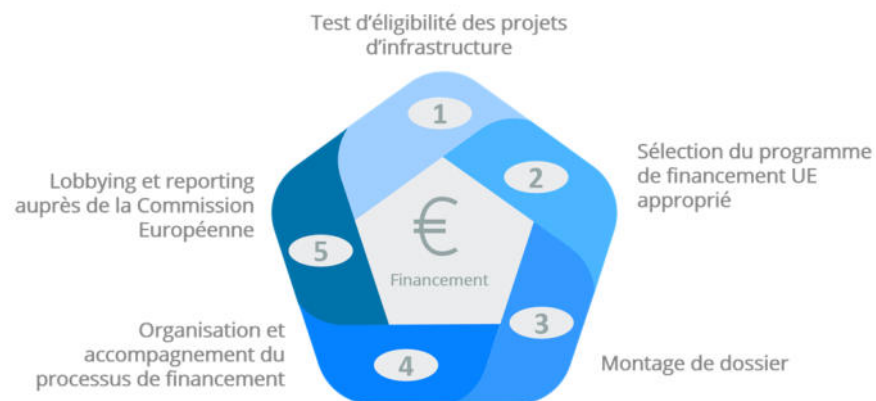 Test d’éligibilité des projets
d’infrastructure
1
2
Sélection du programme
de financement UE
approprié
Lobbying et reporting
auprès de la Commission
Européenne
€
Financement
5
3
Organisation et
accompagnement du
processus de financement
4
Montage de dossier